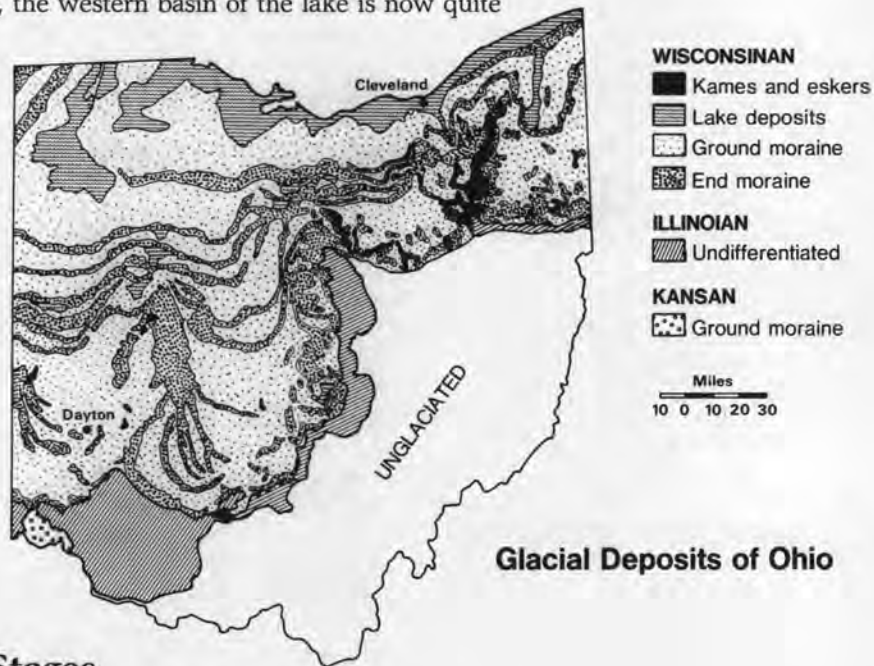 , the western basin of the lake is now quite
Cleveland
WISCONSINAN
Kames and eskers
Lake deposits
Ground moraine
End moraine
ILLINOIAN
Undifferentiated
KANSAN
Ground moraine
Miles
10 0 10 20 30
Dayton
UNGLACIATED
Glacial Deposits of Ohio
Stages